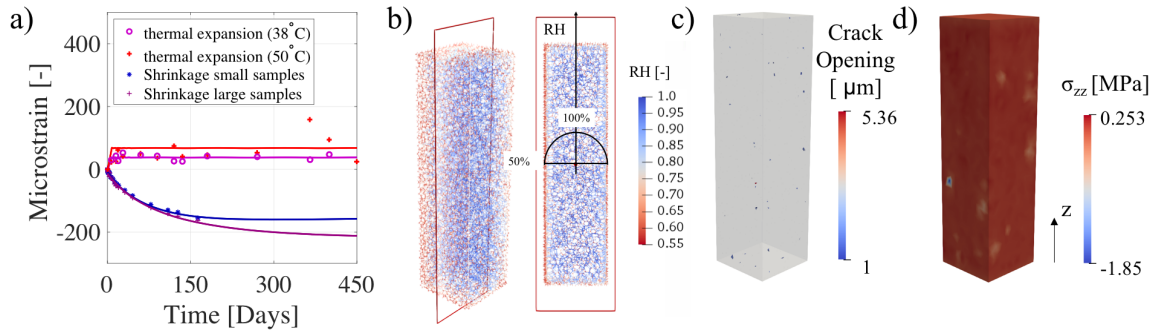 a)
400
200
0
-200
Microstrain [-]
0
150
300
450
Time [Days]
thermal expansion (38°C)
thermal expansion (50°C)
Shrinkage small samples
Shrinkage large samples
b)
RH
100%
50%
RH [-]
1.0
0.95
0.90
0.85
0.80
0.75
0.70
0.65
0.60
0.55
c)
Crack
Opening
[ μm]
5.36
1
d)
σzz [MPa]
0.253
-1.85
z